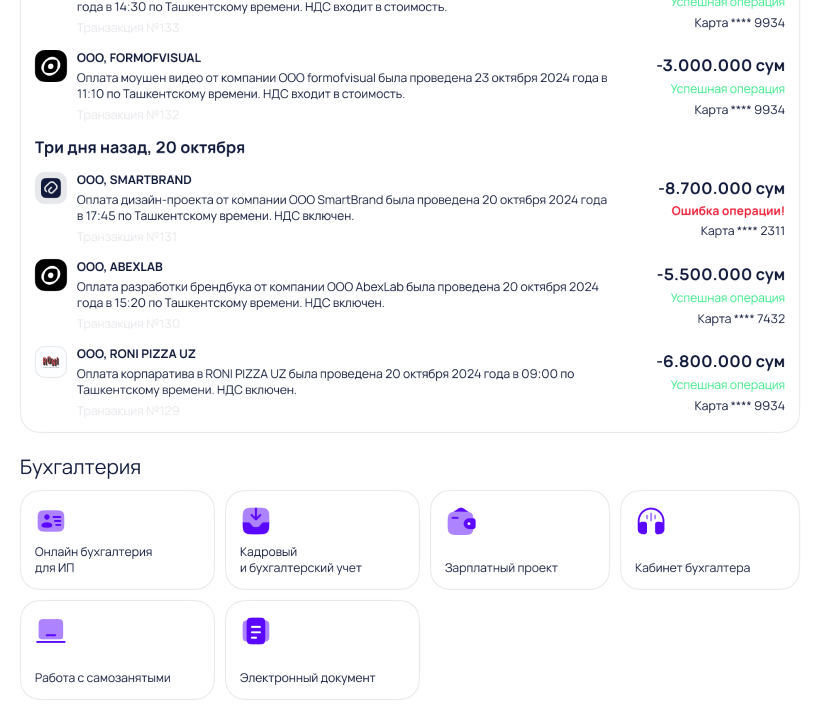 года в 14:30 по Ташкентскому времени. НДС входит в стоимость.
Успешная операция
Транзакция №133
Карта **** 9934
ООО, FORMOFVISUAL
Оплата моушен видео от компании ООО formofvisual была проведена 23 октября 2024 года в
11:10 по Ташкентскому времени. НДС входит в стоимость.
Транзакция №132
-3.000.000 сум
Успешная операция
Карта **** 9934
Три дня назад, 20 октября
ООО, SMARTBRAND
Оплата дизайн-проекта от компании ООО SmartBrand была проведена 20 октября 2024 года
в 17:45 по Ташкентскому времени. НДС включен.
Транзакция №131
-8.700.000 сум
Ошибка операции!
Карта **** 2311
ООО, ABEXLAB
Оплата разработки брендбука от компании ООО AbexLab была проведена 20 октября 2024
года в 15:20 по Ташкентскому времени. НДС включен.
Транзакция №130
-5.500.000 сум
Успешная операция
Карта **** 7432
ООО, RONI PIZZA UZ
Оплата корпаратива в RONI PIZZA UZ была проведена 20 октября 2024 года в 09:00 по
Ташкентскому времени. НДС включен.
Транзакция №129
-6.800.000 сум
Успешная операция
Карта **** 9934
Бухгалтерия
Онлайн бухгалтерия
для ИП
Кадровый
и бухгалтерский учет
Зарплатный проект
Кабинет бухгалтера
Работа с самозанятыми
Электронный документ